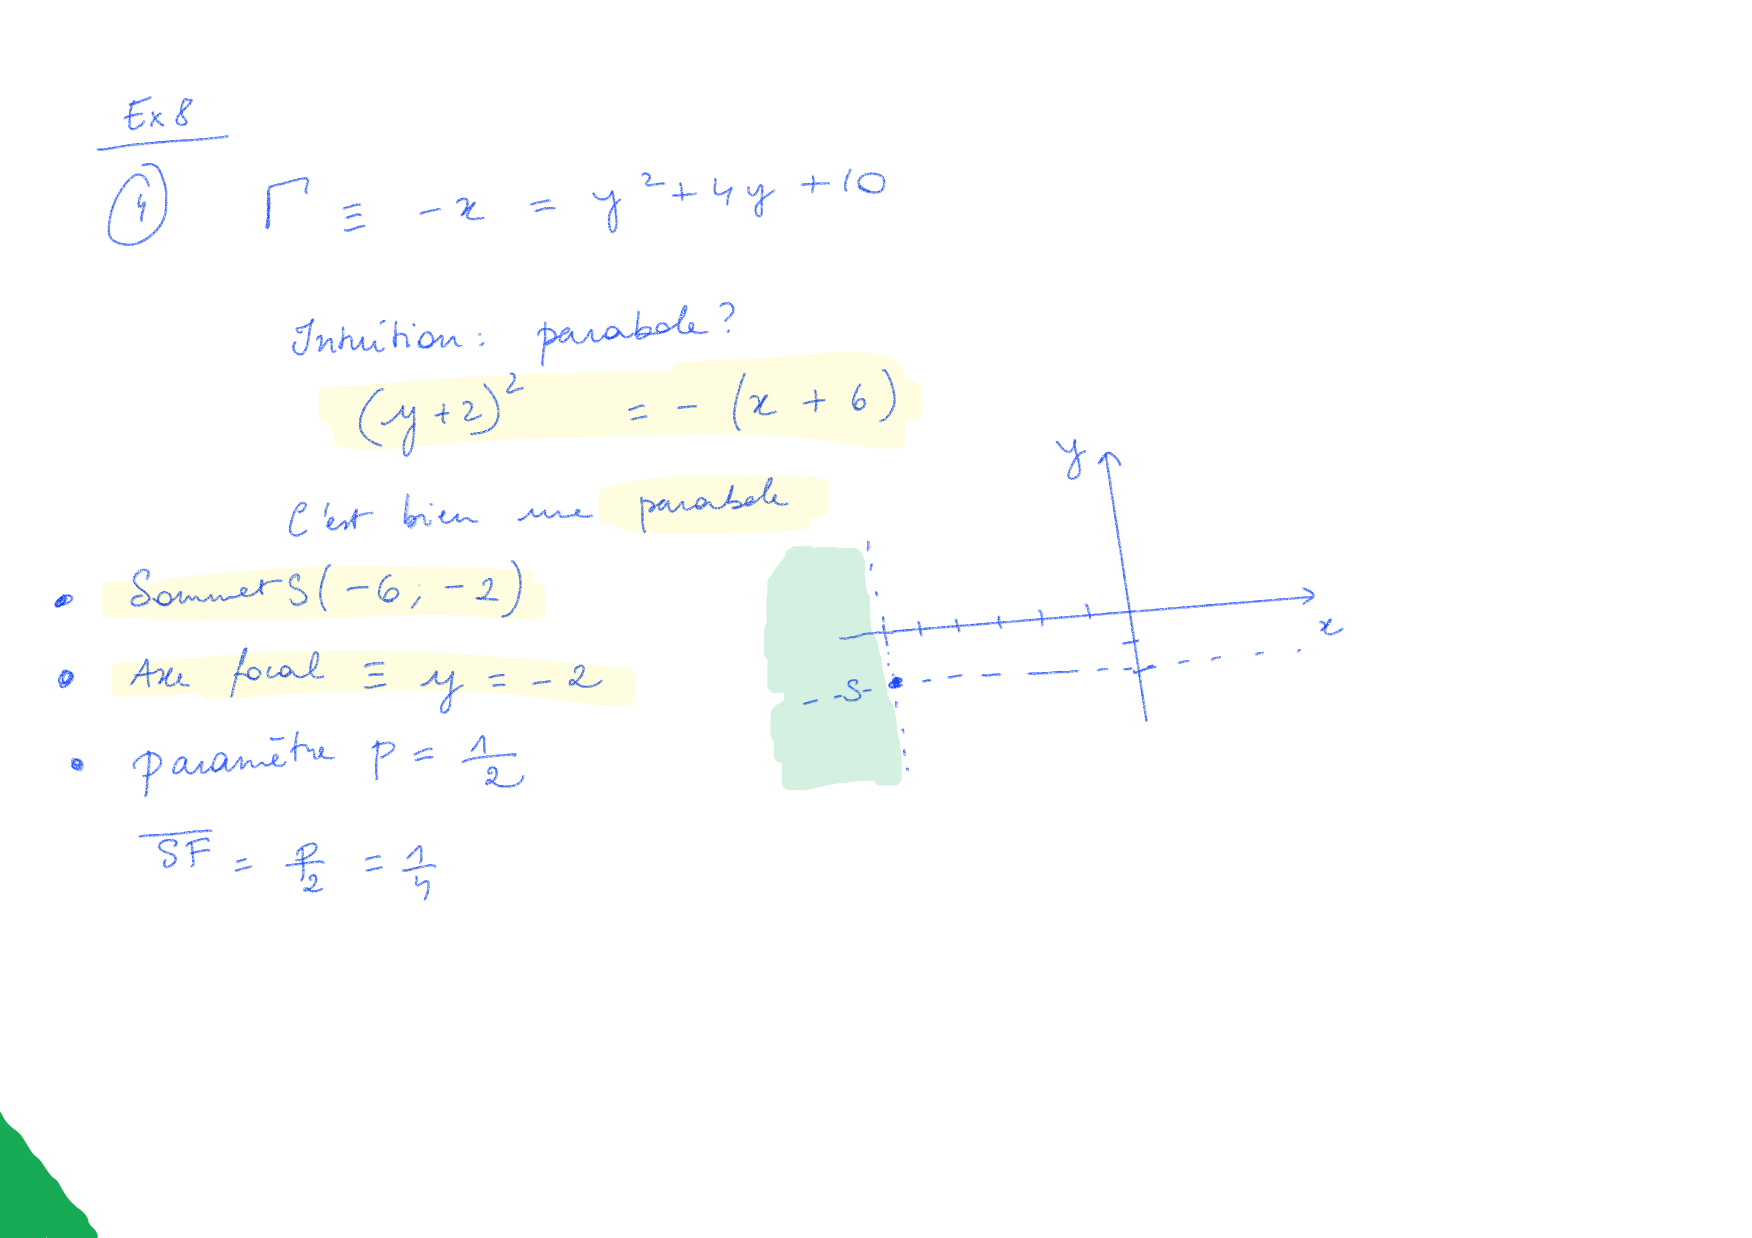 Ex 8
④ Γ ≡ -x = y² + 4y + 10
Intuition : parabole ?
(y+2)² = - (x + 6)
C'est bien une parabole
• Sommet S(-6 ; -2)
• Axe focal ≡ y = -2
• paramètre p = 1/2
SF = p/2 = 1/4
y
x
S